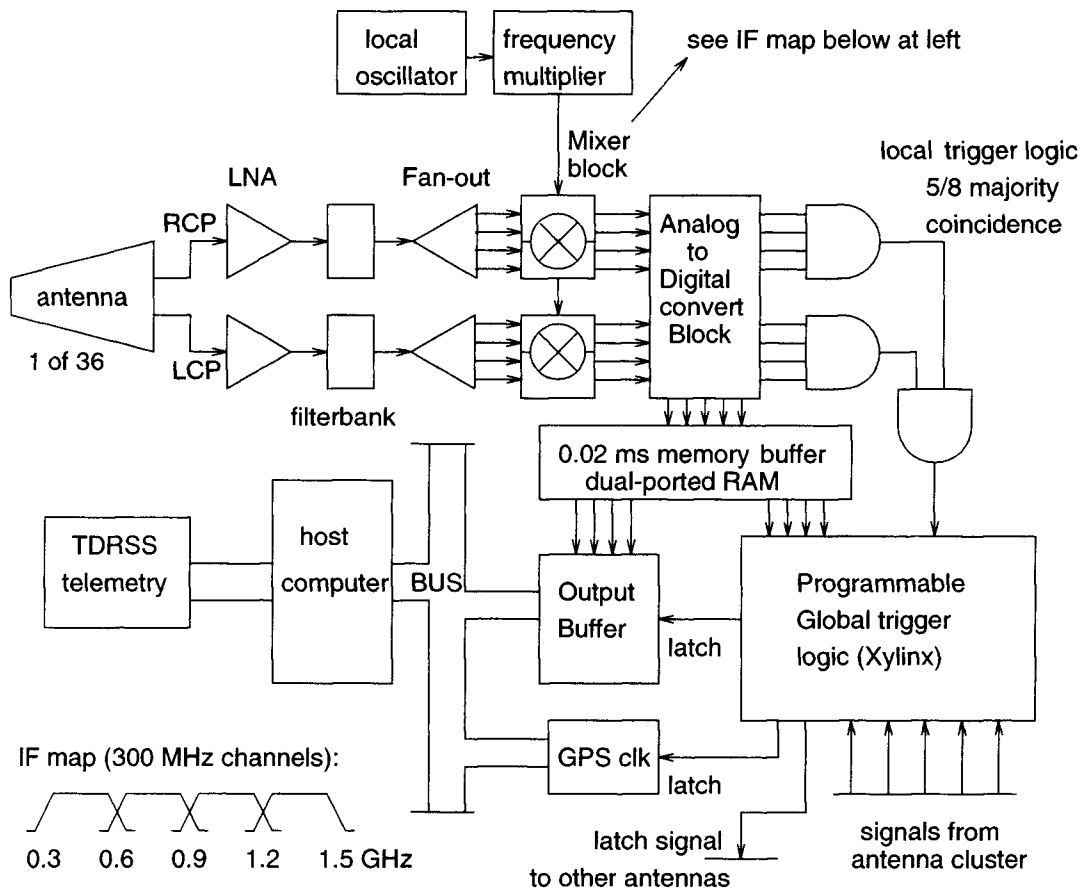 local
oscillator
frequency
multiplier
see IF map below at left
Mixer
block
local trigger logic
5/8 majority
coincidence
LNA
Fan-out
RCP
antenna
1 of 36
LCP
filterbank
Analog
to
Digital
convert
Block
0.02 ms memory buffer
dual-ported RAM
TDRSS
telemetry
host
computer
BUS
Output
Buffer
latch
Programmable
Global trigger
logic (Xylinx)
GPS clk
latch
IF map (300 MHz channels):
0.3 0.6 0.9 1.2 1.5 GHz
latch signal
to other antennas
signals from
antenna cluster